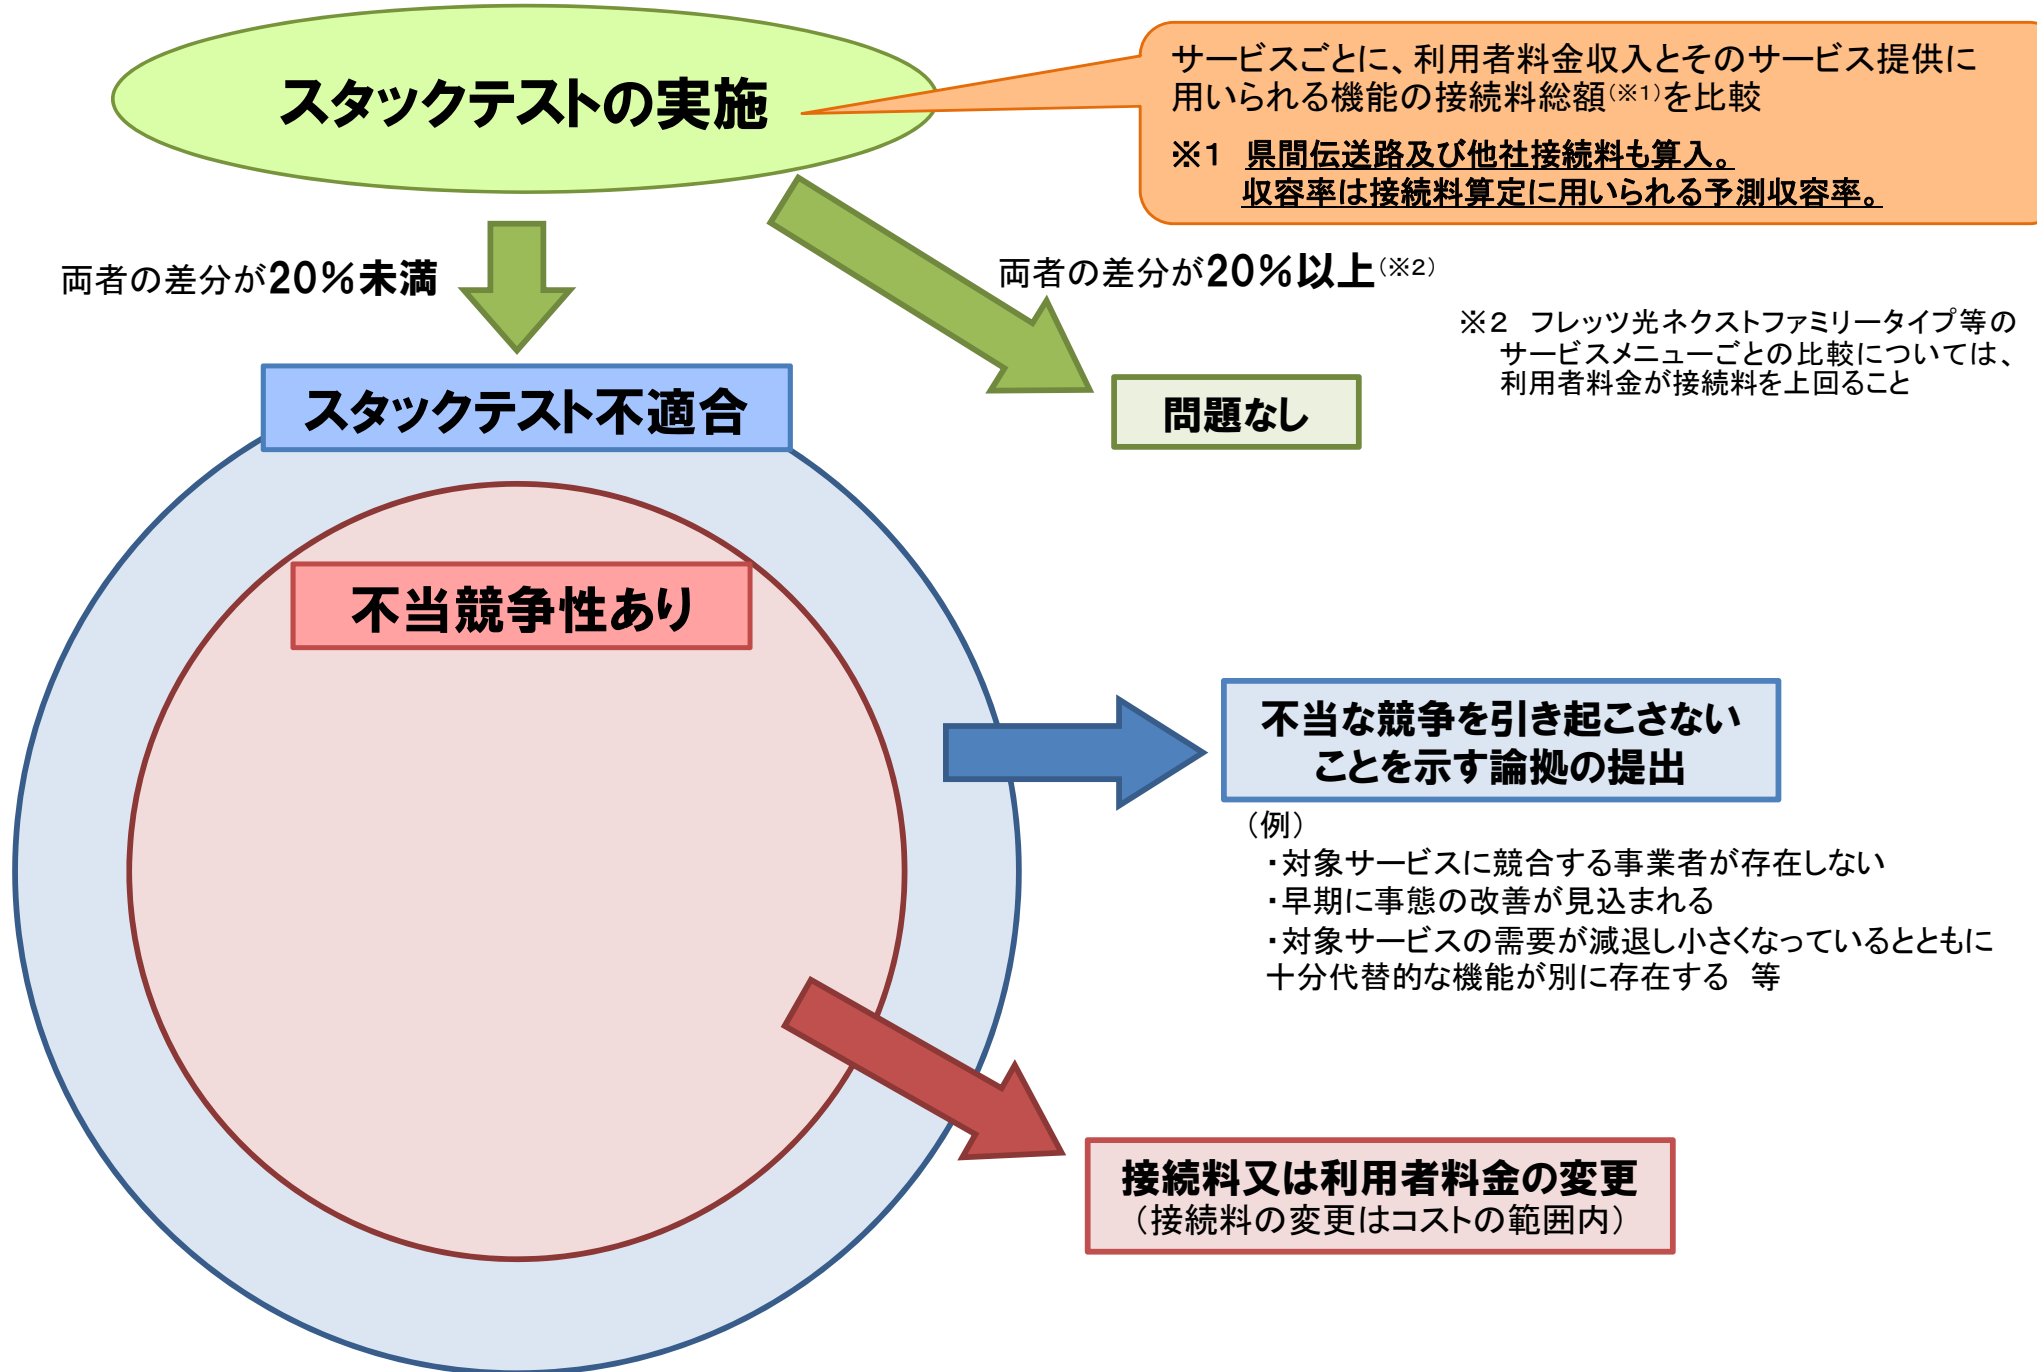 スタックテストの実施
サービスごとに、利用者料金収入とそのサービス提供に
用いられる機能の接続料総額(※1)を比較
※1　県間伝送路及び他社接続料も算入。
収容率は接続料算定に用いられる予測収容率。
両者の差分が20%未満
両者の差分が20%以上(※2)
※2　フレッツ光ネクストファミリータイプ等の
サービスメニューごとの比較については、
利用者料金が接続料を上回ること
スタックテスト不適合
問題なし
不当競争性あり
不当な競争を引き起こさない
ことを示す論拠の提出
（例）
・対象サービスに競合する事業者が存在しない
・早期に事態の改善が見込まれる
・対象サービスの需要が減退し小さくなっているとともに
十分代替的な機能が別に存在する　等
接続料又は利用者料金の変更
（接続料の変更はコストの範囲内）